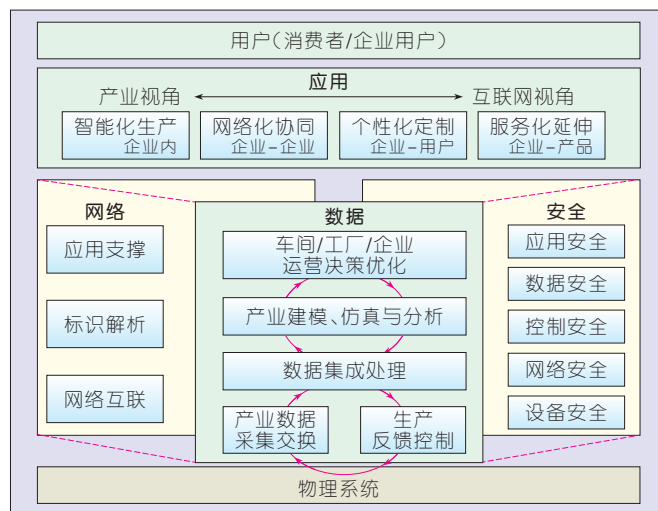 用户(消费者/企业用户)
应用
产业视角
互联网视角
智能化生产
企业内
网络化协同
企业-企业
个性化定制
企业-用户
服务化延伸
企业-产品
网络
应用支撑
标识解析
网络互联
数据
车间/工厂/企业
运营决策优化
产业建模、仿真与分析
数据集成处理
产业数据
采集交换
生产
反馈控制
安全
应用安全
数据安全
控制安全
网络安全
设备安全
物理系统